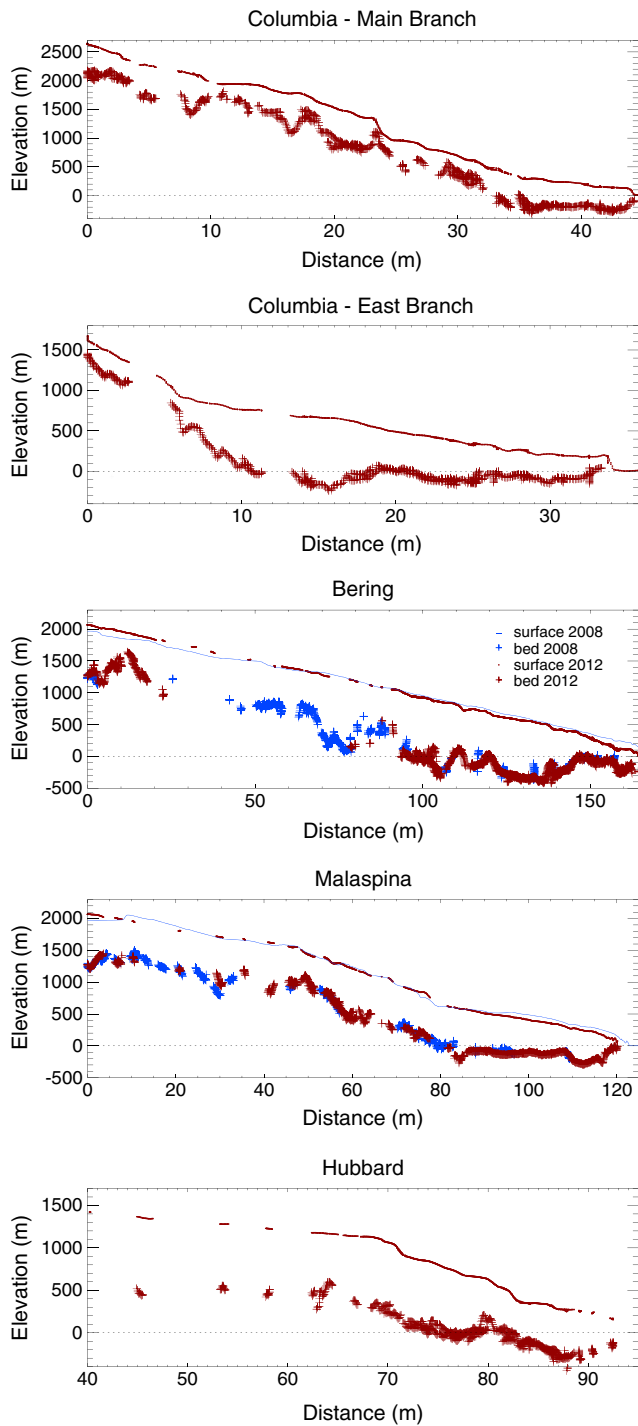 Columbia - Main Branch
2500
2000
1500
1000
500
0
Elevation (m)
0 10 20 30 40
Distance (m)
Columbia - East Branch
1500
1000
500
0
Elevation (m)
0 10 20 30
Distance (m)
Bering
2000
1500
1000
500
0
-500
Elevation (m)
surface 2008
bed 2008
surface 2012
bed 2012
0 50 100 150
Distance (m)
Malaspina
2000
1500
1000
500
0
-500
Elevation (m)
0 20 40 60 80 100 120
Distance (m)
Hubbard
1500
1000
500
0
Elevation (m)
40 50 60 70 80 90
Distance (m)